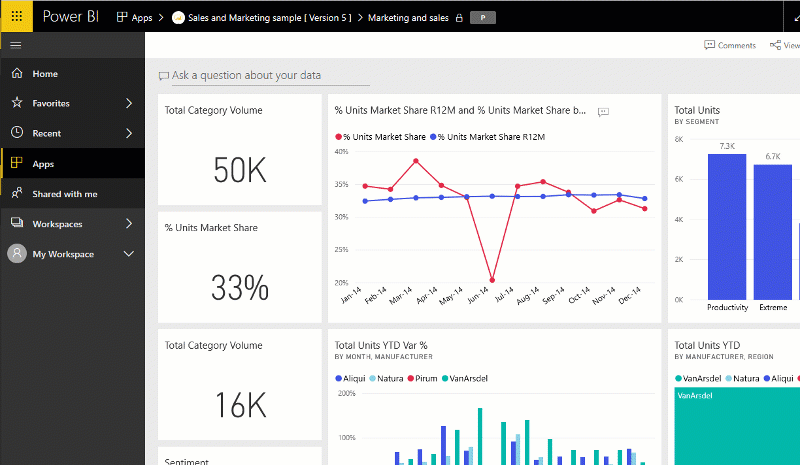 Power BI
Apps
Sales and Marketing sample [ Version 5 ]
Marketing and sales
P
Comments
View
Home
Favorites
Recent
Apps
Shared with me
Workspaces
My Workspace
Ask a question about your data
Total Category Volume
50K
% Units Market Share
33%
Total Category Volume
16K
Sentiment
% Units Market Share R12M and % Units Market Share b...
% Units Market Share
% Units Market Share R12M
40%
35%
30%
25%
20%
Jan-14
Feb-14
Mar-14
Apr-14
May-14
Jun-14
Jul-14
Aug-14
Sep-14
Oct-14
Nov-14
Dec-14
Total Units YTD Var %
BY MONTH, MANUFACTURER
Aliqui
Natura
Pirum
VanArsdel
200%
100%
Total Units
BY SEGMENT
8K
6K
4K
2K
0K
7.3K
6.7K
3
Productivity
Extreme
Total Units YTD
BY MANUFACTURER, REGION
VanArsdel
Natura
Aliqui
VanArsdel